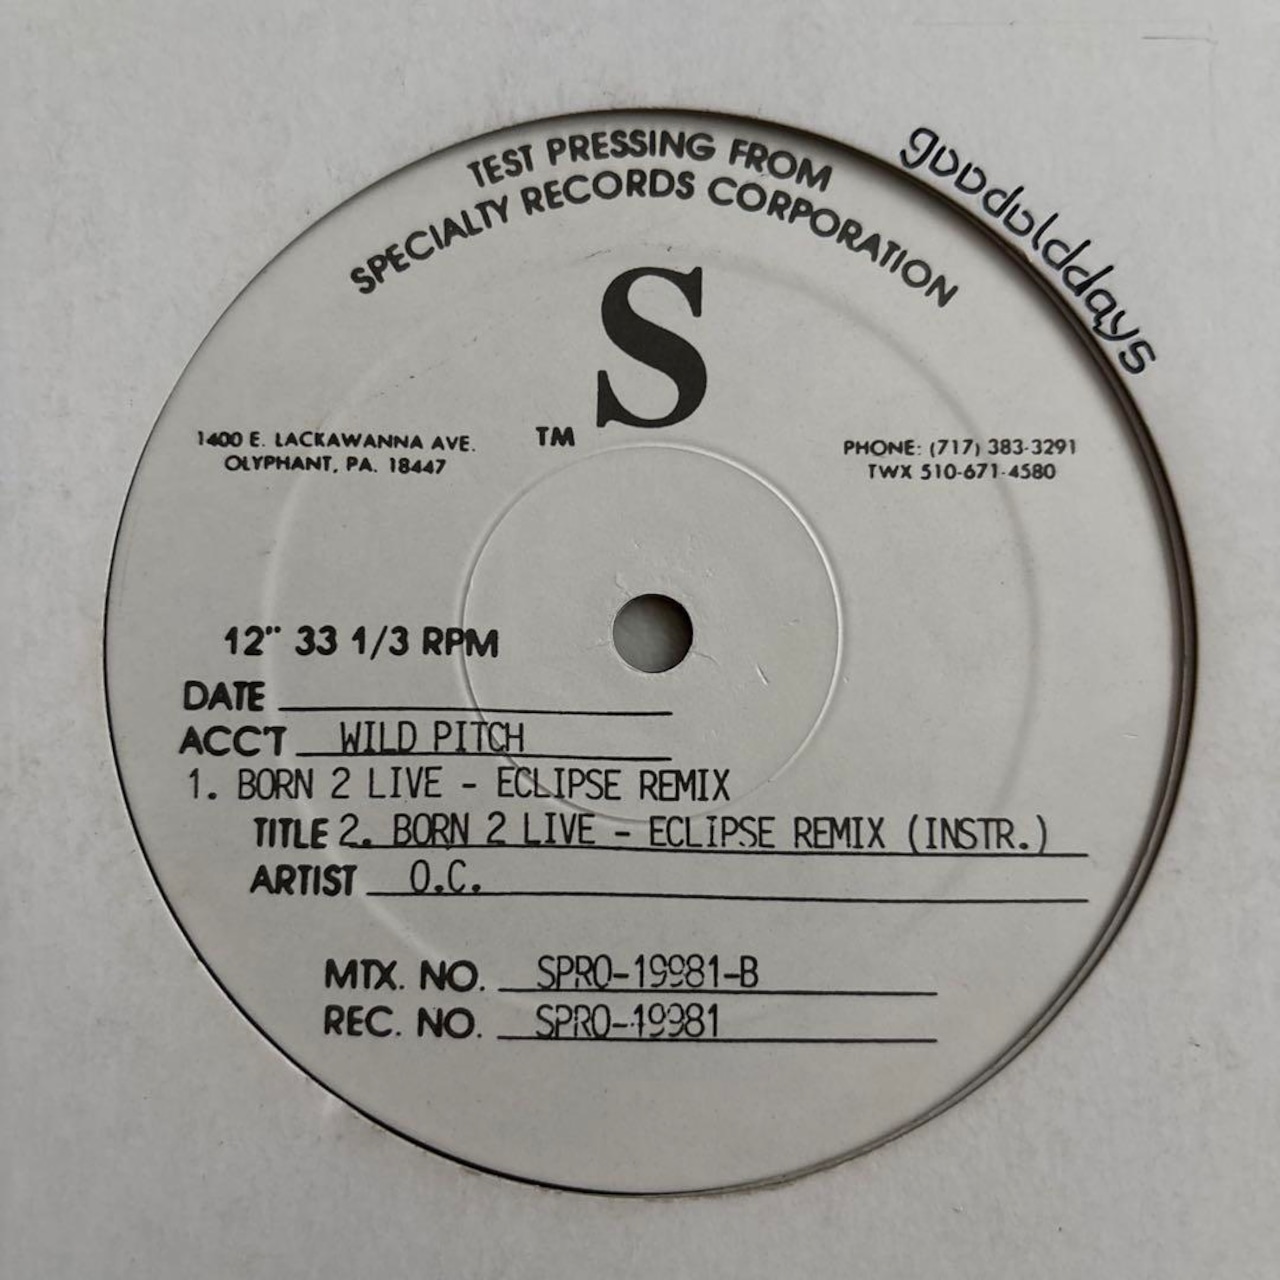 TEST PRESSING FROM
SPECIALTY RECORDS CORPORATION
goodolddays
S
TM
1400 E. LACKAWANNA AVE.
OLYPHANT, PA. 18447
PHONE: (717) 383-3291
TWX 510-671-4580
12" 33 1/3 RPM
DATE
ACC'T WILD PITCH
1. BORN 2 LIVE - ECLIPSE REMIX
TITLE 2. BORN 2 LIVE - ECLIPSE REMIX (INSTR.)
ARTIST O.C.
MTX. NO. SPRO-19981-B
REC. NO. SPRO-19981